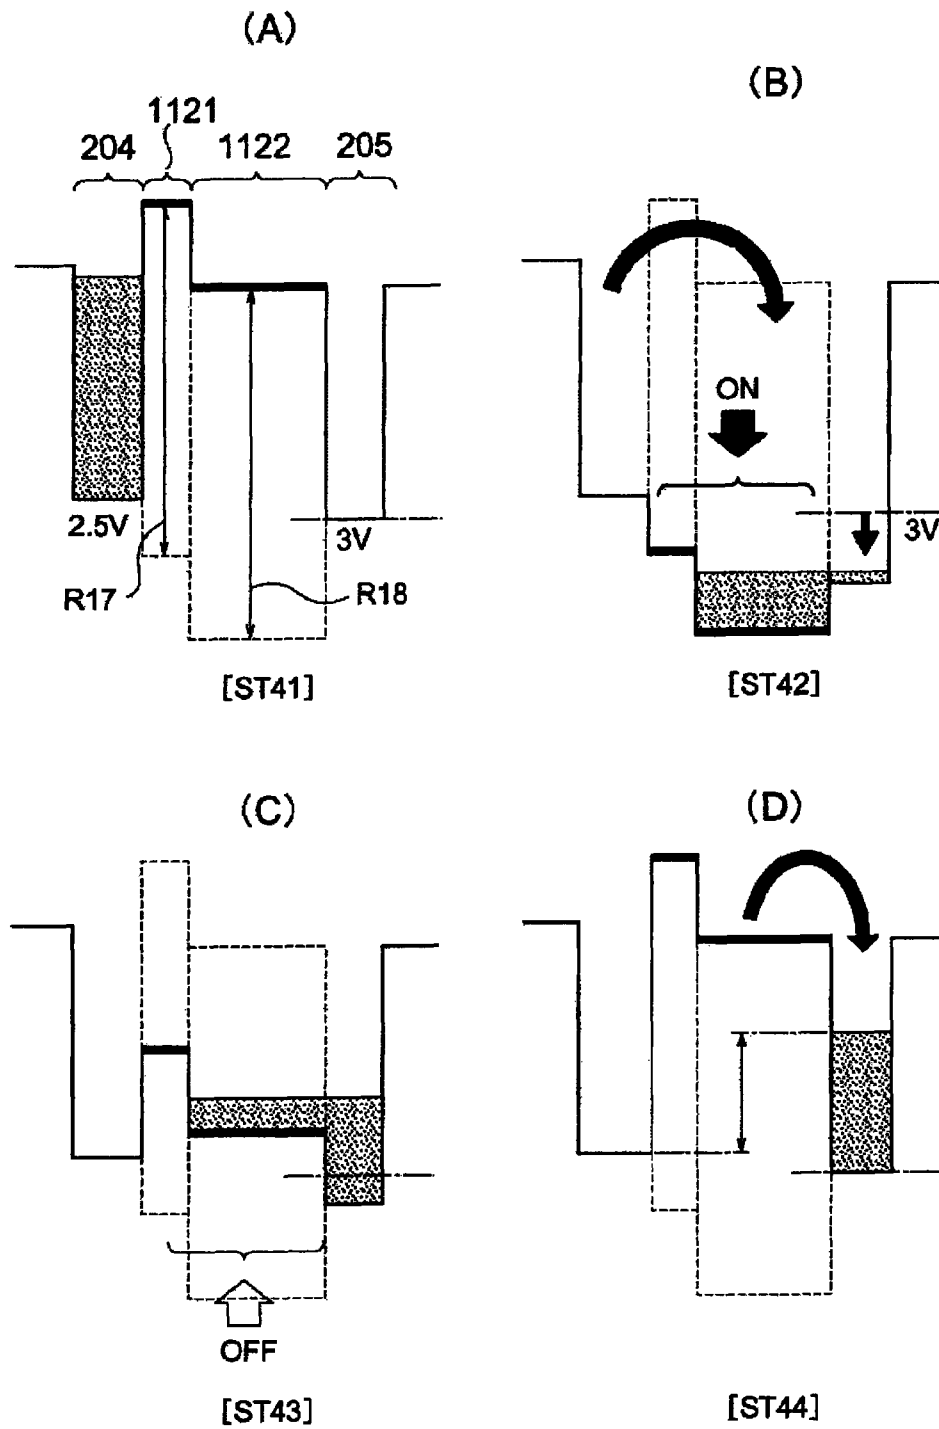 (A)
1121
204
1122
205
2.5V
3V
R17
R18
[ST41]
(B)
ON
3V
[ST42]
(C)
OFF
[ST43]
(D)
[ST44]